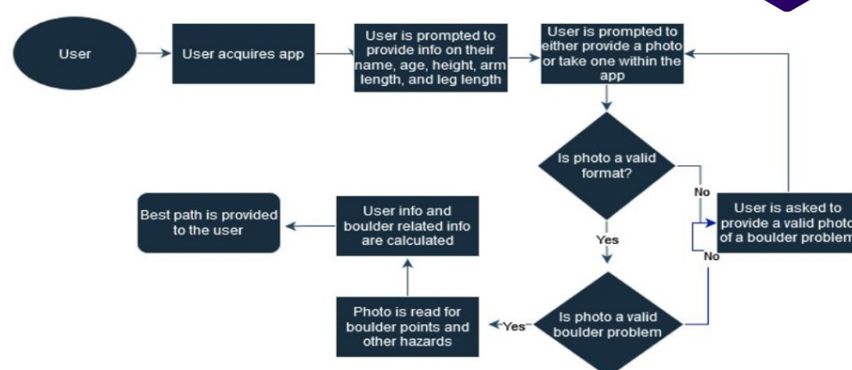 User
User acquires app
User is prompted to
provide info on their
name, age, height, arm
length, and leg length
User is prompted to
either provide a photo
or take one within the
app
Is photo a valid
format?
No
User is asked to
provide a valid photo
of a boulder problem
No
Yes
Is photo a valid
boulder problem
Yes
Photo is read for
boulder points and
other hazards
User info and
boulder related info
are calculated
Best path is provided
to the user